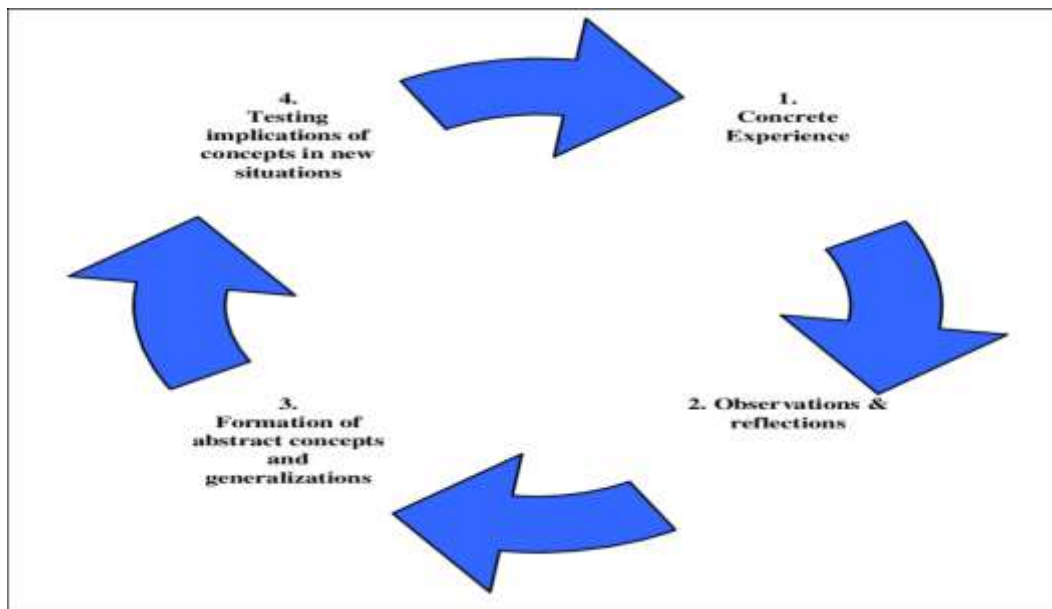 1.
Concrete
Experience
2. Observations &
reflections
3.
Formation of
abstract concepts
and
generalizations
4.
Testing
implications of
concepts in new
situations